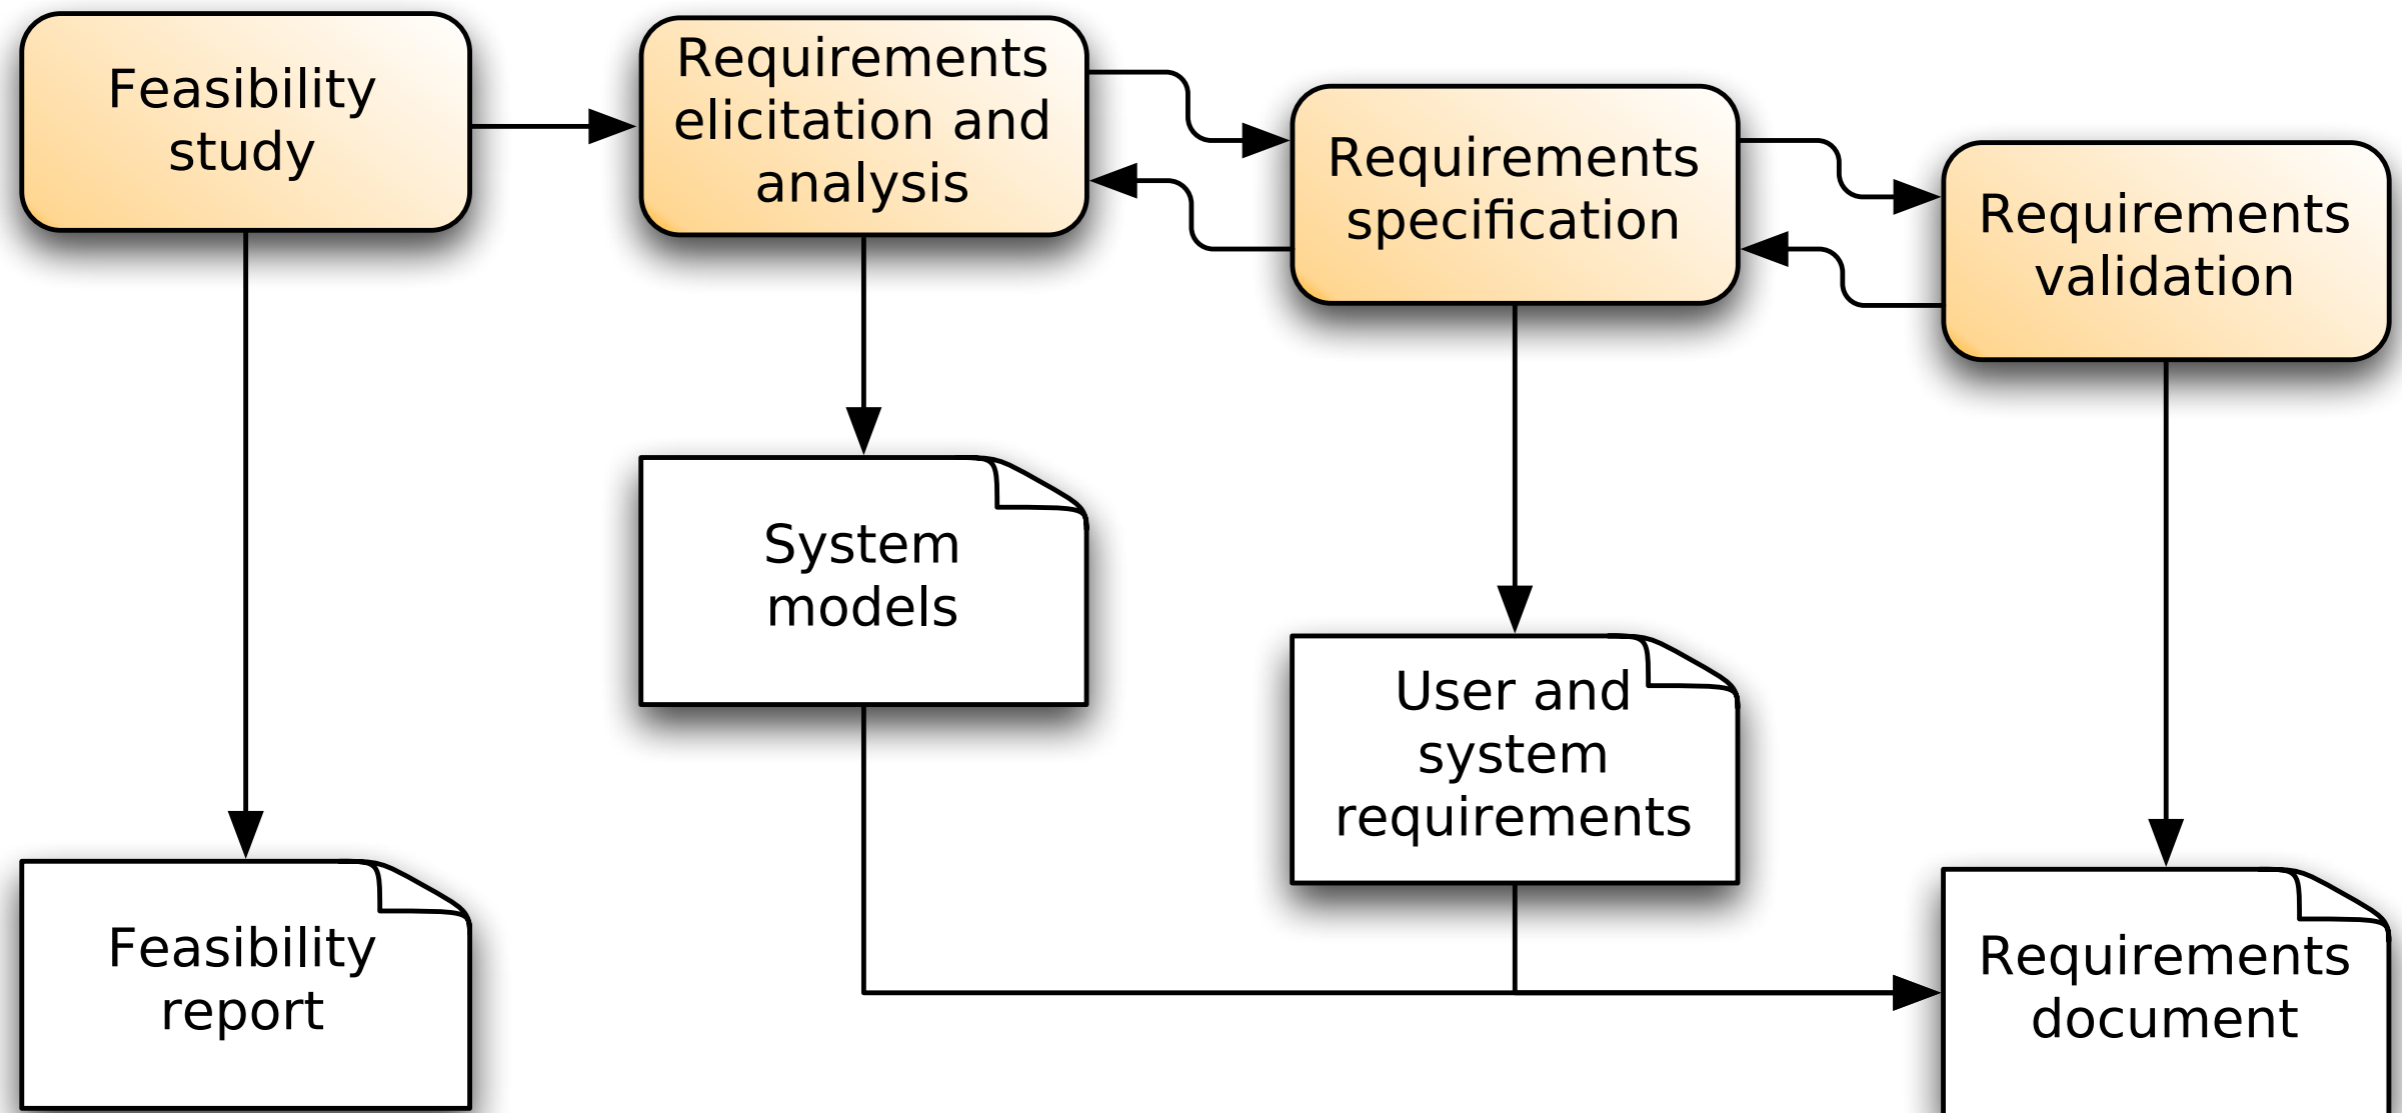 Feasibility
study
Requirements
elicitation and
analysis
Requirements
specification
Requirements
validation
System
models
User and
system
requirements
Feasibility
report
Requirements
document